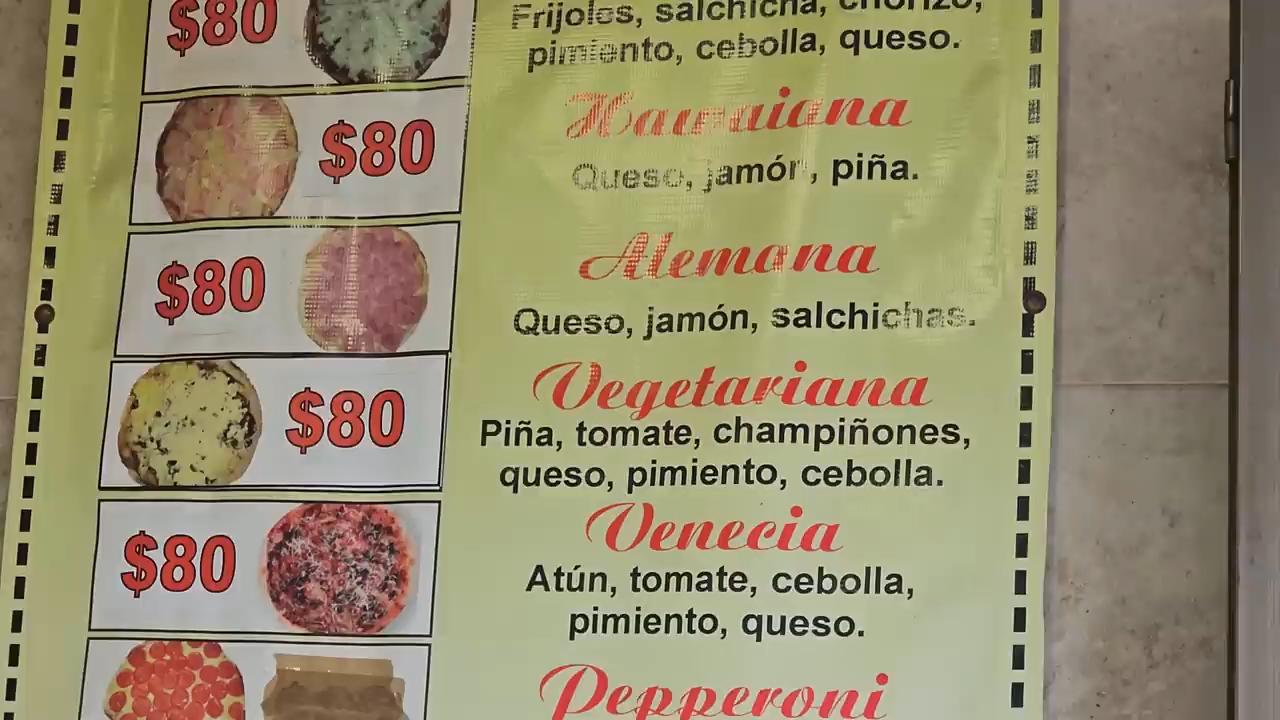 $80
Frijoles, salchicha, chorizo,
pimiento, cebolla, queso.
$80
Hawaiana
Queso, jamón, piña.
$80
Alemana
Queso, jamón, salchichas.
$80
Vegetariana
Piña, tomate, champiñones,
queso, pimiento, cebolla.
$80
Venecia
Atún, tomate, cebolla,
pimiento, queso.
Pepperoni